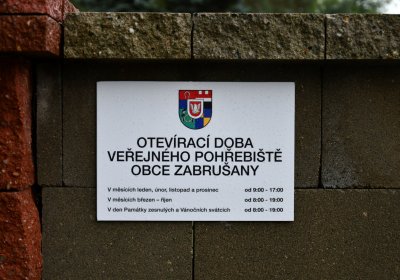 OTEVÍRACÍ DOBA
VEŘEJNÉHO POHŘEBIŠTĚ
OBCE ZABRUŠANY
V měsících leden, únor, listopad a prosinec od 9:00 - 17:00
V měsících březen – říjen od 8:00 - 19:00
V den Památky zesnulých a Vánočních svátcích od 8:00 - 19:00